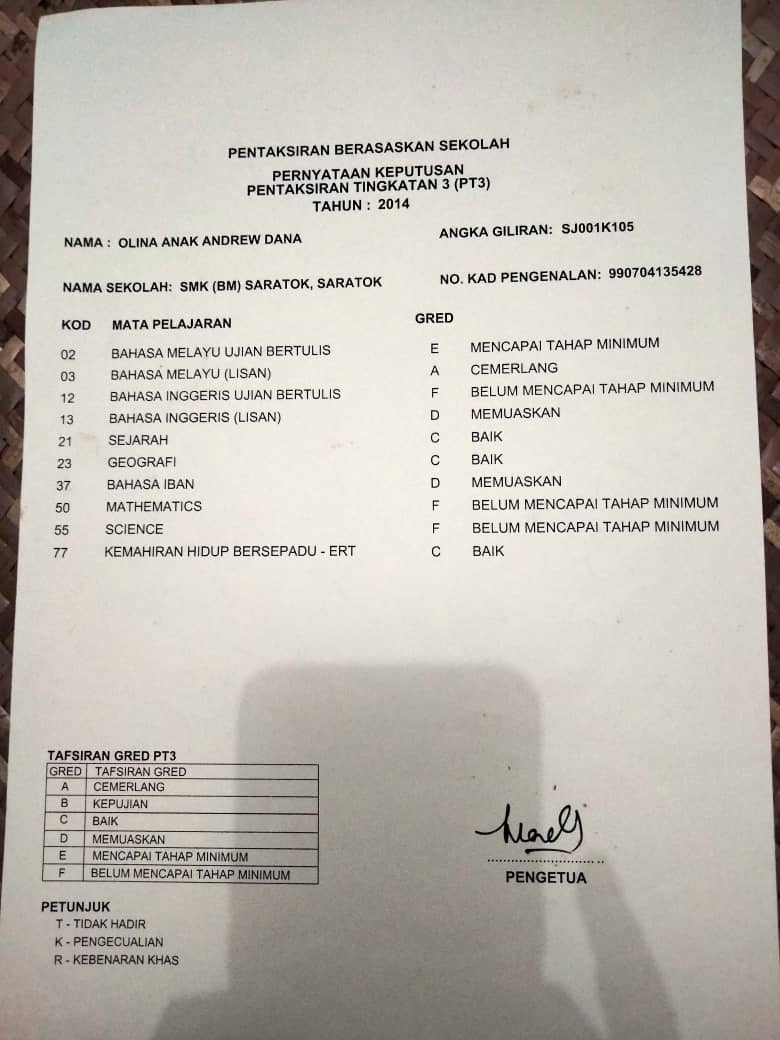 PENTAKSIRAN BERASASKAN SEKOLAH
PERNYATAAN KEPUTUSAN
PENTAKSIRAN TINGKATAN 3 (PT3)
TAHUN : 2014
NAMA : OLINA ANAK ANDREW DANA ANGKA GILIRAN: SJ001K105
NAMA SEKOLAH: SMK (BM) SARATOK, SARATOK NO. KAD PENGENALAN: 990704135428
KOD MATA PELAJARAN GRED
02 BAHASA MELAYU UJIAN BERTULIS E MENCAPAI TAHAP MINIMUM
03 BAHASA MELAYU (LISAN) A CEMERLANG
12 BAHASA INGGERIS UJIAN BERTULIS F BELUM MENCAPAI TAHAP MINIMUM
13 BAHASA INGGERIS (LISAN) D MEMUASKAN
21 SEJARAH C BAIK
23 GEOGRAFI C BAIK
37 BAHASA IBAN D MEMUASKAN
50 MATHEMATICS F BELUM MENCAPAI TAHAP MINIMUM
55 SCIENCE F BELUM MENCAPAI TAHAP MINIMUM
77 KEMAHIRAN HIDUP BERSEPADU - ERT C BAIK
TAFSIRAN GRED PT3
GRED TAFSIRAN GRED
A CEMERLANG
B KEPUJIAN
C BAIK
D MEMUASKAN
E MENCAPAI TAHAP MINIMUM
F BELUM MENCAPAI TAHAP MINIMUM
PENGETUA
PETUNJUK
T - TIDAK HADIR
K - PENGECUALIAN
R - KEBENARAN KHAS